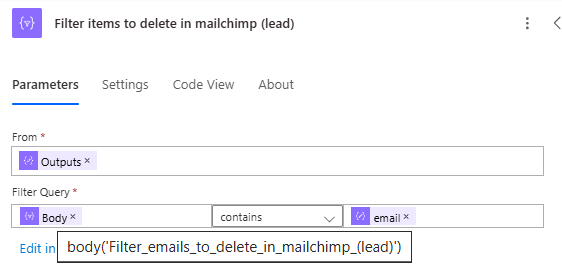 Filter items to delete in mailchimp (lead)
Parameters Settings Code View About
From *
Outputs ×
Filter Query *
Body × contains email ×
Edit in
body('Filter_emails_to_delete_in_mailchimp_(lead)')